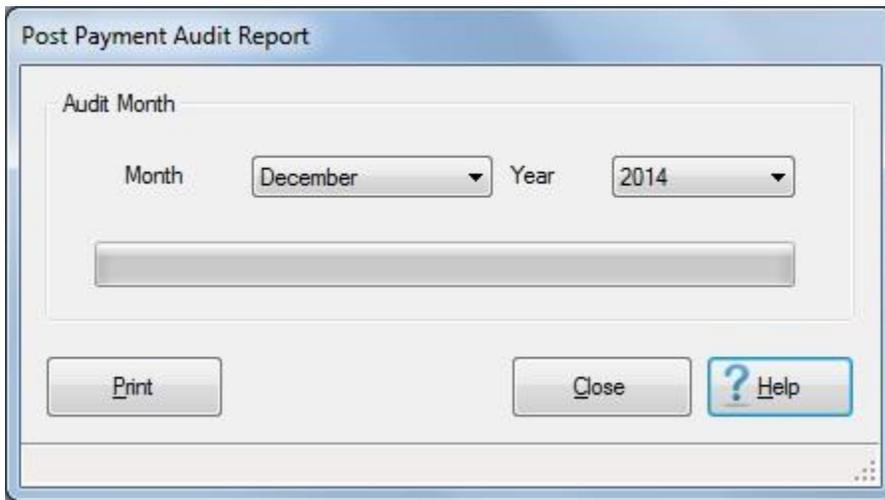 Post Payment Audit Report
Audit Month
Month December Year 2014
Print Close ? Help